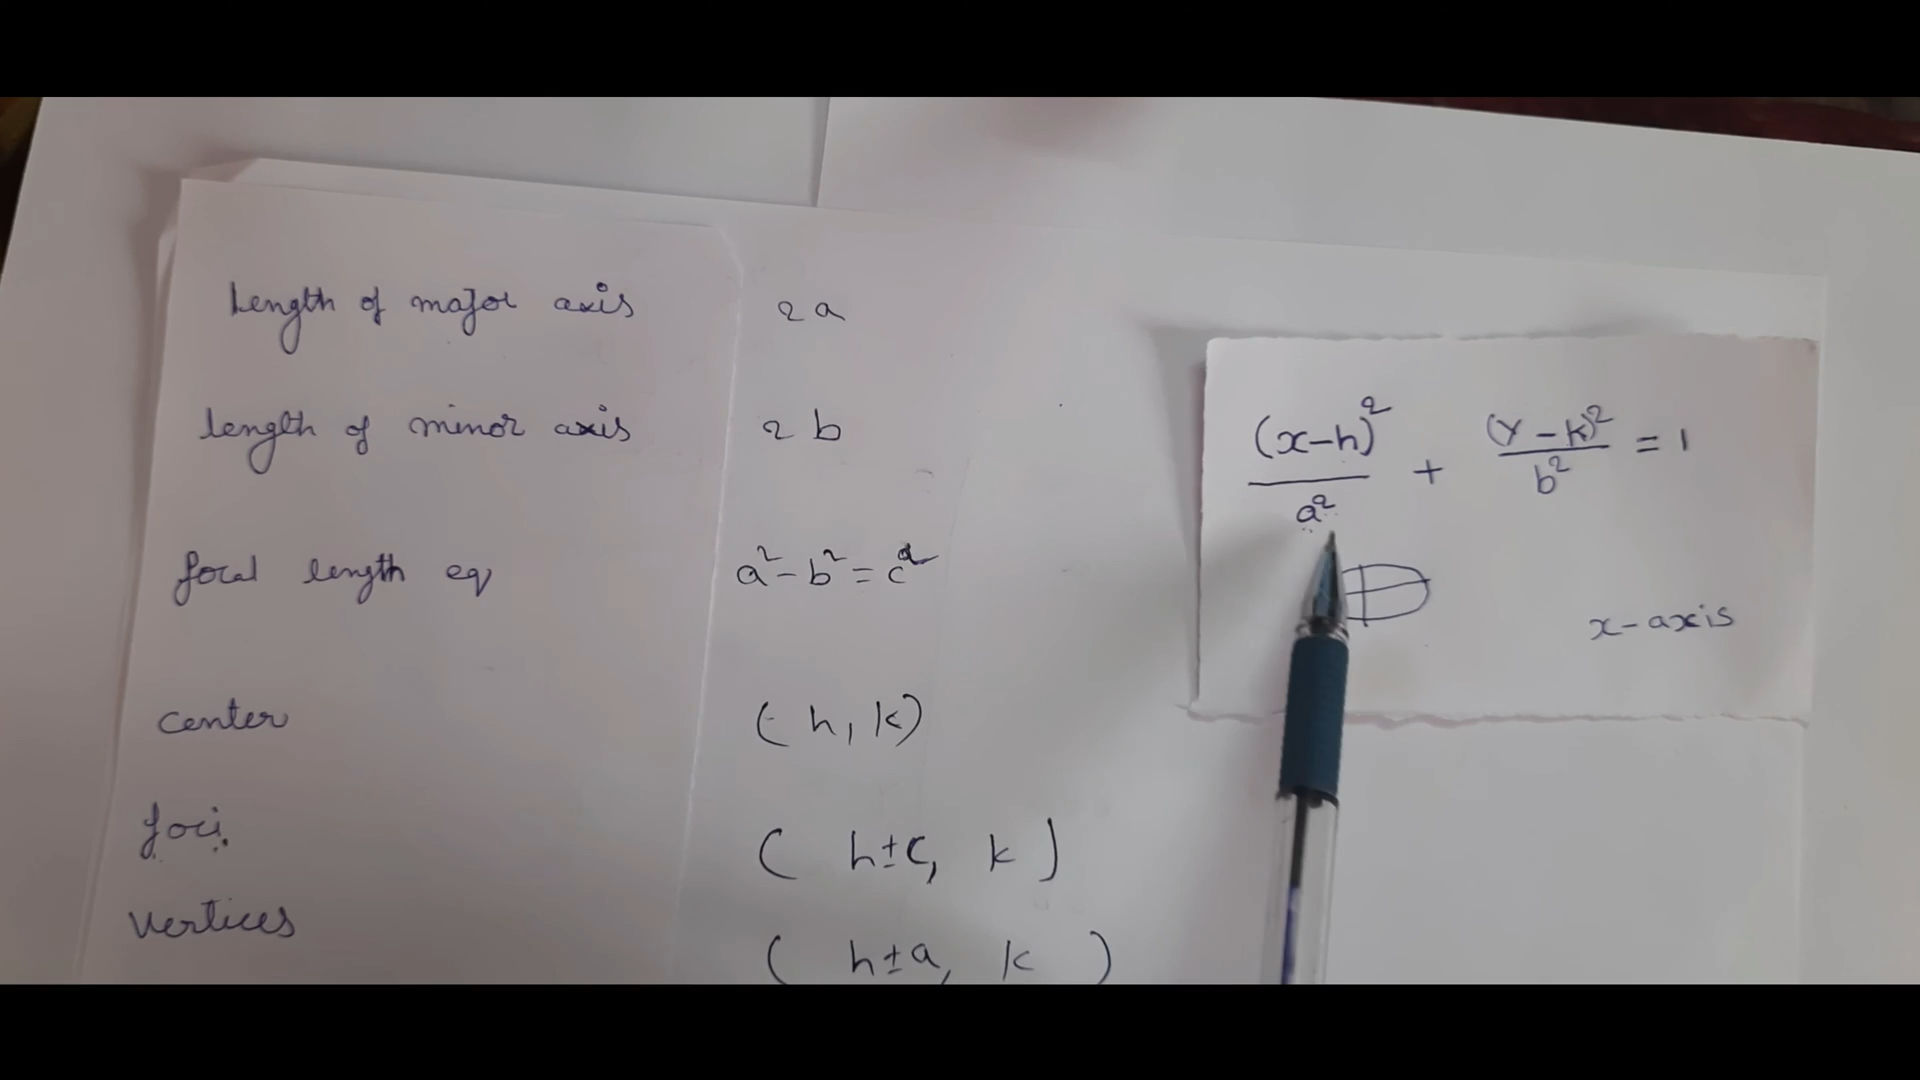 Length of major axis 2a
length of minor axis 2b
focal length eq a² - b² = c²
center (h, k)
foci. (h±c, k)
vertices (h±a, k)
(x-h)²/a² + (y-k)²/b² = 1
x-axis